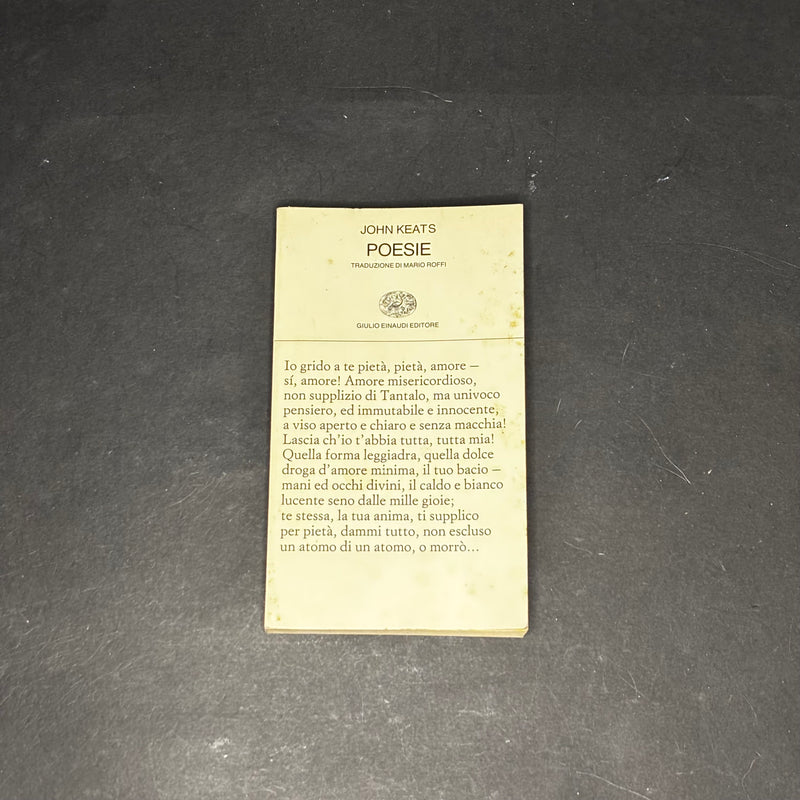 JOHN KEATS
POESIE
TRADUZIONE DI MARIO ROFFI
GIULIO EINAUDI EDITORE
Io grido a te pietà, pietà, amore –
sí, amore! Amore misericordioso,
non supplizio di Tantalo, ma univoco
pensiero, ed immutabile e innocente,
a viso aperto e chiaro e senza macchia!
Lascia ch'io t'abbia tutta, tutta mia!
Quella forma leggiadra, quella dolce
droga d'amore minima, il tuo bacio –
mani ed occhi divini, il caldo e bianco
lucente seno dalle mille gioie;
te stessa, la tua anima, ti supplico
per pietà, dammi tutto, non escluso
un atomo di un atomo, o morrò...